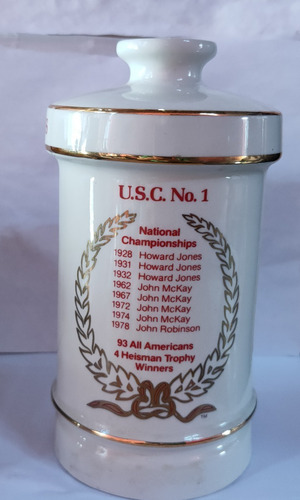 U.S.C. No. 1
National
Championships
1928 Howard Jones
1931 Howard Jones
1932 Howard Jones
1962 John McKay
1967 John McKay
1972 John McKay
1974 John McKay
1978 John Robinson
93 All Americans
4 Heisman Trophy
Winners